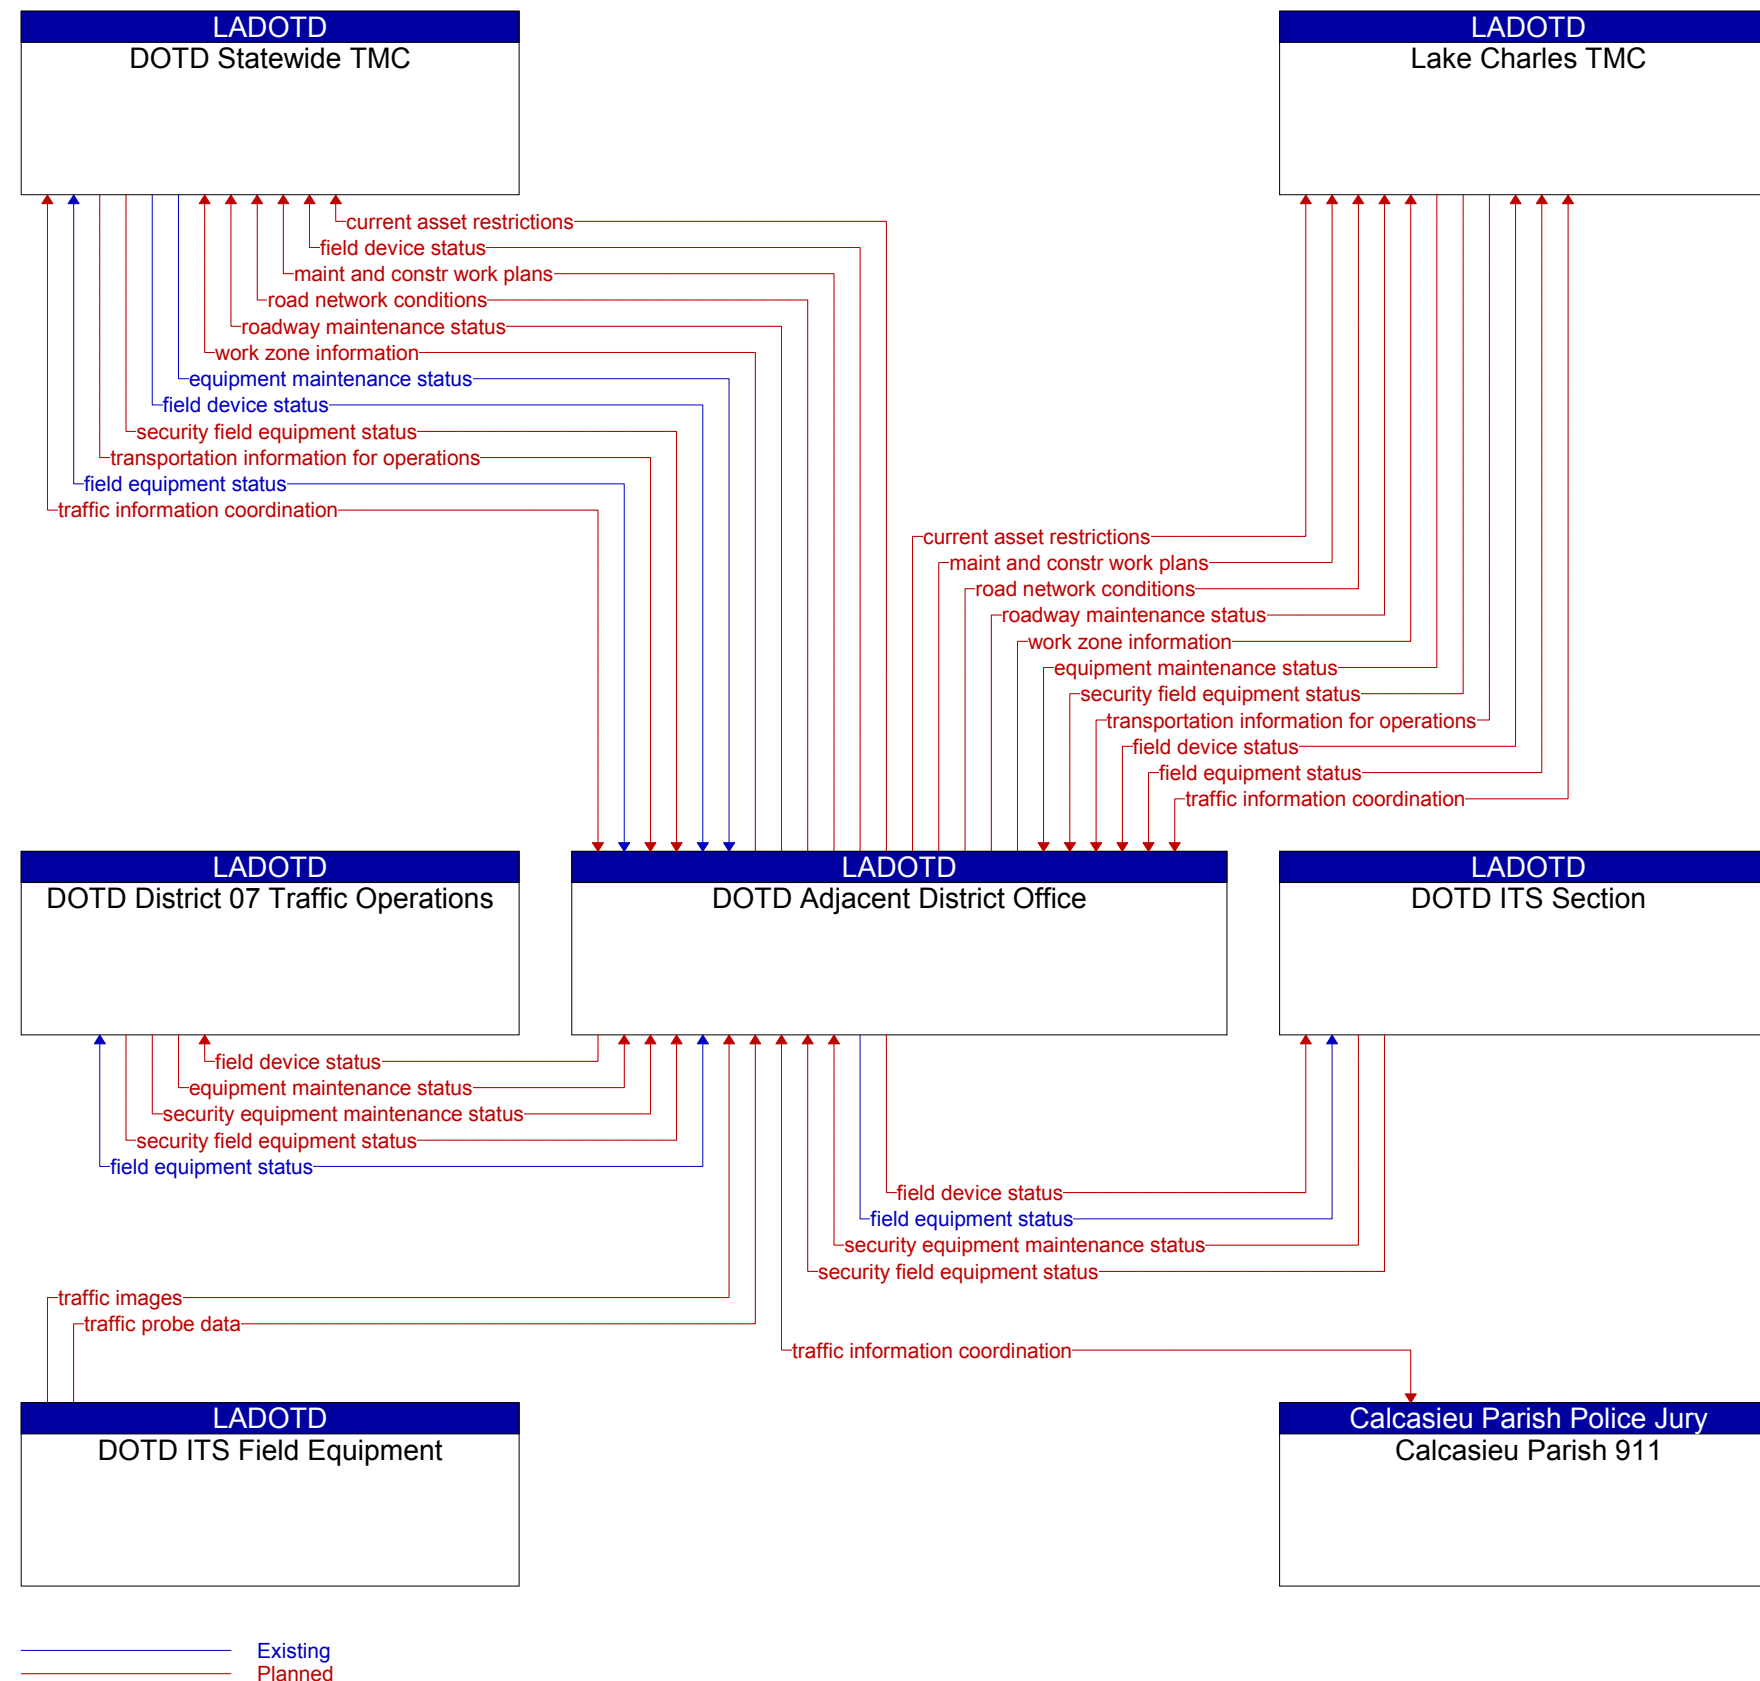 LADOTD
DOTD Statewide TMC
LADOTD
Lake Charles TMC
current asset restrictions
field device status
maint and constr work plans
road network conditions
roadway maintenance status
work zone information
equipment maintenance status
field device status
security field equipment status
transportation information for operations
field equipment status
traffic information coordination
current asset restrictions
maint and constr work plans
road network conditions
roadway maintenance status
work zone information
equipment maintenance status
security field equipment status
transportation information for operations
field device status
field equipment status
traffic information coordination
LADOTD
DOTD District 07 Traffic Operations
LADOTD
DOTD Adjacent District Office
LADOTD
DOTD ITS Section
field device status
equipment maintenance status
security equipment maintenance status
security field equipment status
field equipment status
field device status
field equipment status
security equipment maintenance status
security field equipment status
traffic images
traffic probe data
traffic information coordination
LADOTD
DOTD ITS Field Equipment
Calcasieu Parish Police Jury
Calcasieu Parish 911
Existing
Planned